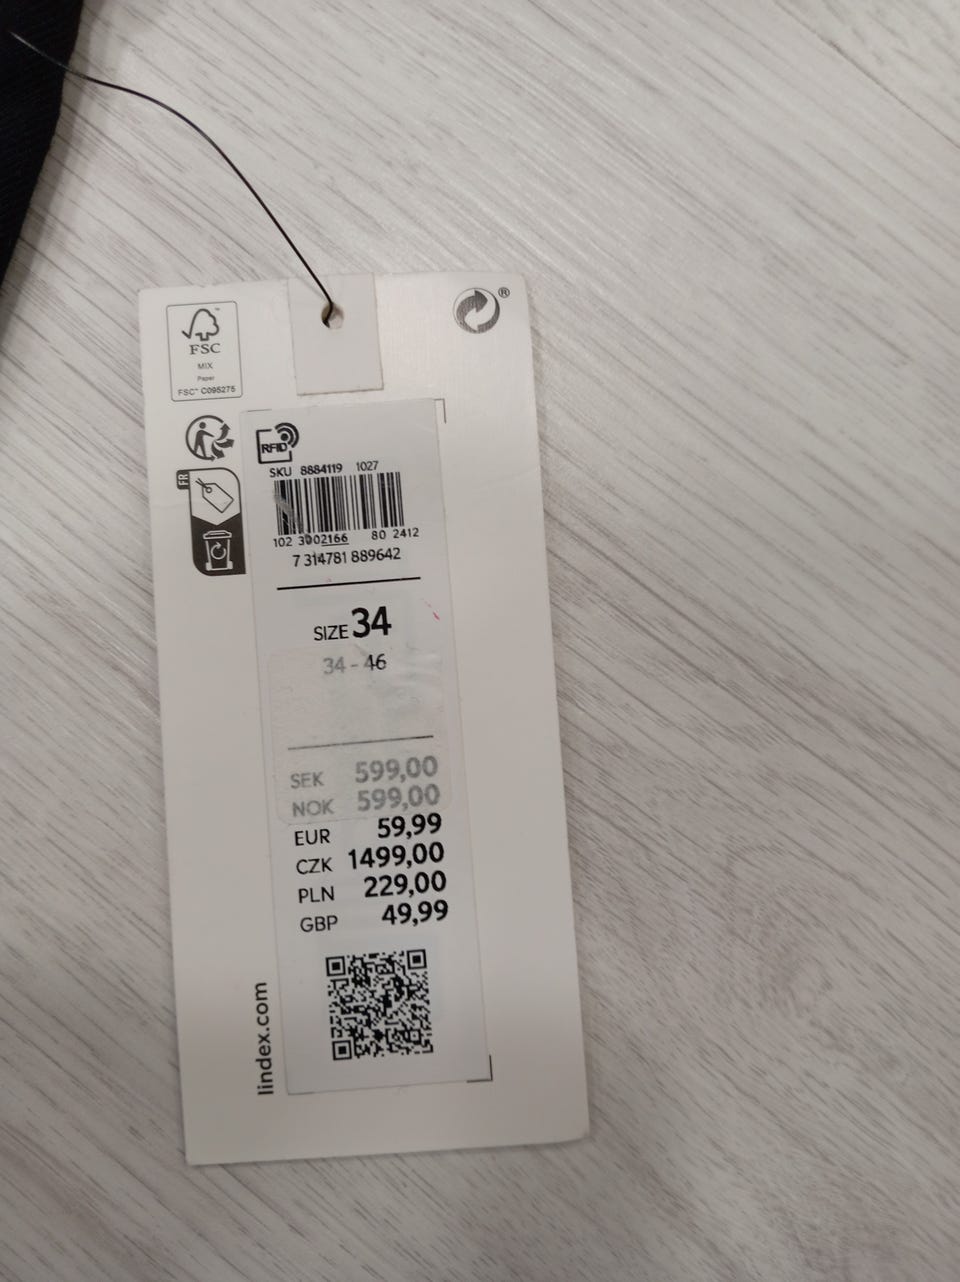 FSC™
MIX
Paper
FSC™ C095275
®
FR
RFID
SKU 8884119 1027
102 3002166 80 2412
7 314781 889642
SIZE 34
34 - 46
SEK 599,00
NOK 599,00
EUR 59,99
CZK 1499,00
PLN 229,00
GBP 49,99
lindex.com